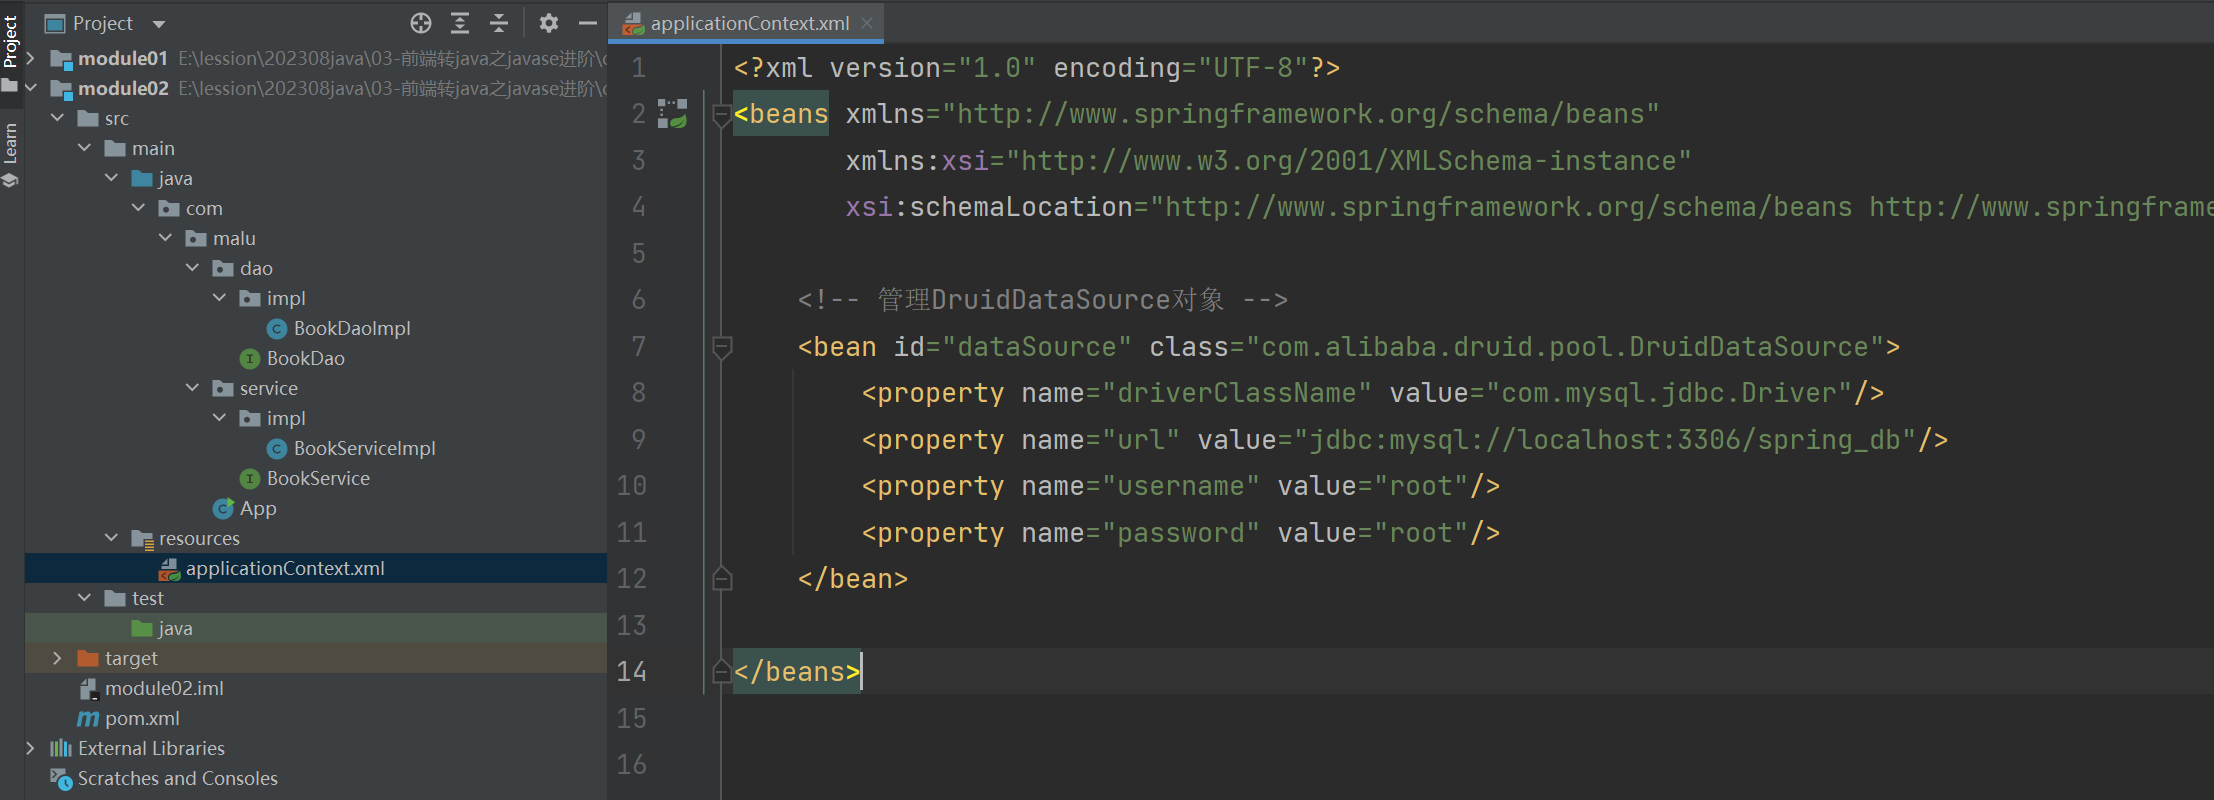 Project
Learn
Project
module01 E:\lession\202308java\03-前端转java之javase进阶\c
module02 E:\lession\202308java\03-前端转java之javase进阶\c
src
main
java
com
malu
dao
impl
BookDaoImpl
BookDao
service
impl
BookServiceImpl
BookService
App
resources
applicationContext.xml
test
java
target
module02.iml
pom.xml
External Libraries
Scratches and Consoles
applicationContext.xml
1 <?xml version="1.0" encoding="UTF-8"?>
2 <beans xmlns="http://www.springframework.org/schema/beans"
3 xmlns:xsi="http://www.w3.org/2001/XMLSchema-instance"
4 xsi:schemaLocation="http://www.springframework.org/schema/beans http://www.springframe
5
6 <!-- 管理DruidDataSource对象 -->
7 <bean id="dataSource" class="com.alibaba.druid.pool.DruidDataSource">
8 <property name="driverClassName" value="com.mysql.jdbc.Driver"/>
9 <property name="url" value="jdbc:mysql://localhost:3306/spring_db"/>
10 <property name="username" value="root"/>
11 <property name="password" value="root"/>
12 </bean>
13
14 </beans>
15
16